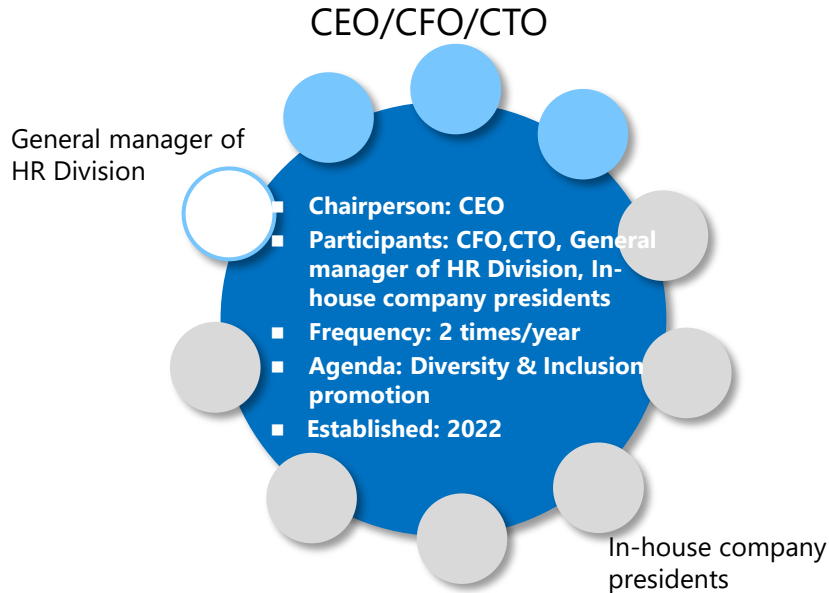 CEO/CFO/CTO
General manager of
HR Division
Chairperson: CEO
Participants: CFO,CTO, General
manager of HR Division, In-
house company presidents
Frequency: 2 times/year
Agenda: Diversity & Inclusion
promotion
Established: 2022
In-house company
presidents